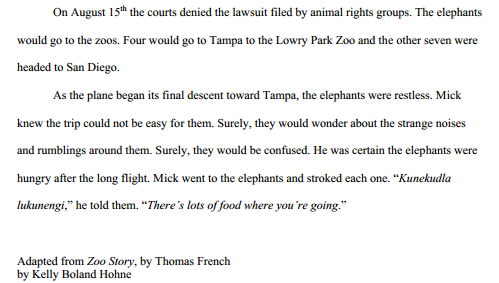 On August 15th the courts denied the lawsuit filed by animal rights groups. The elephants
would go to the zoos. Four would go to Tampa to the Lowry Park Zoo and the other seven were
headed to San Diego.
As the plane began its final descent toward Tampa, the elephants were restless. Mick
knew the trip could not be easy for them. Surely, they would wonder about the strange noises
and rumblings around them. Surely, they would be confused. He was certain the elephants were
hungry after the long flight. Mick went to the elephants and stroked each one. “Kunekudla
lukunengi,” he told them. “There’s lots of food where you’re going.”
Adapted from Zoo Story, by Thomas French
by Kelly Boland Hohne